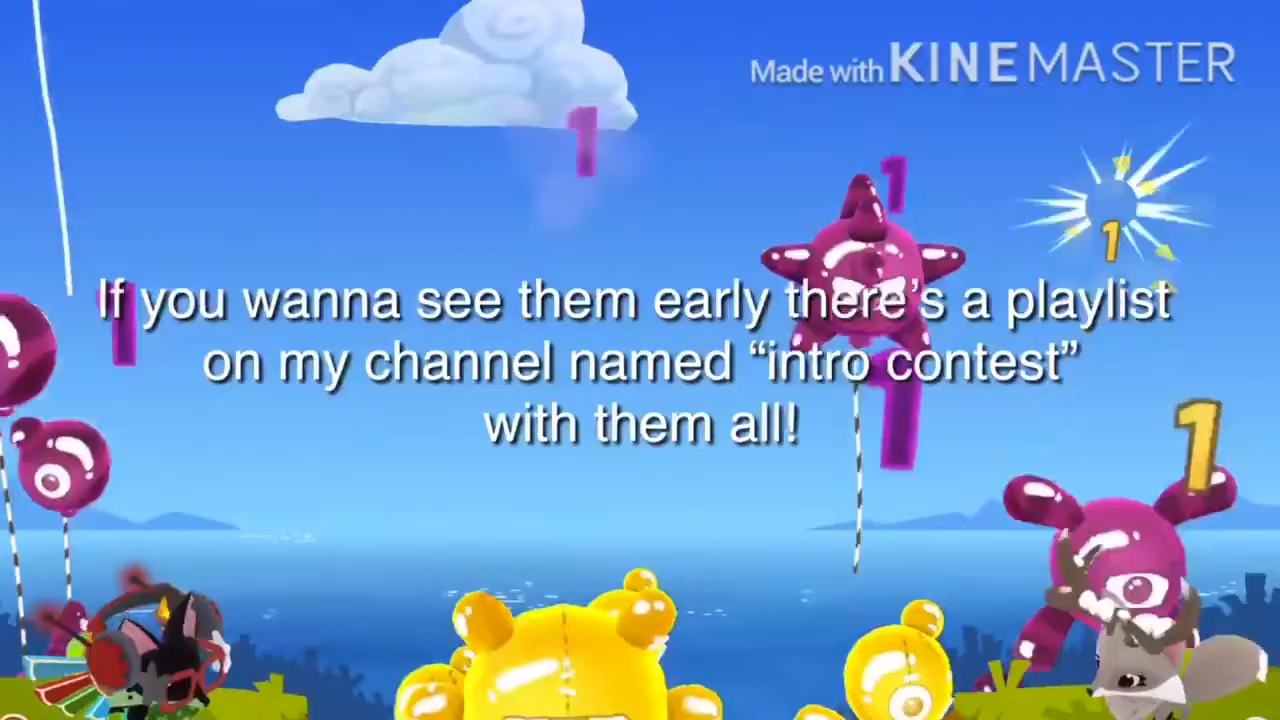 Made with KINEMASTER
1
1
1
If you wanna see them early there's a playlist
1
on my channel named “intro contest”
1
with them all!
1